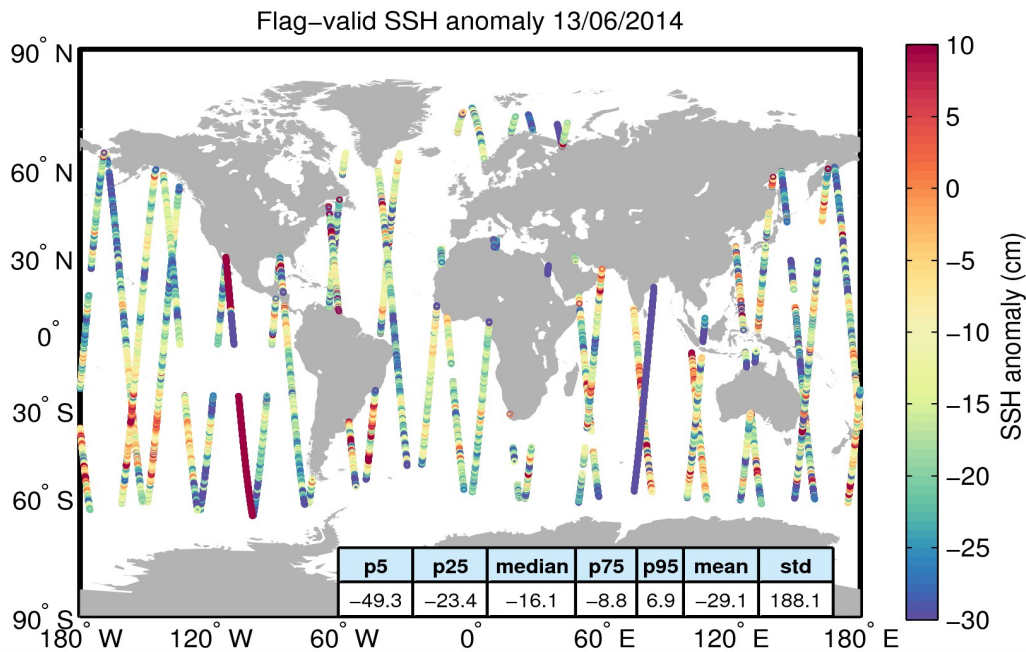 Flag−valid SSH anomaly 13/06/2014
90° N
60° N
30° N
0°
30° S
60° S
90° S
180° W 120° W 60° W 0° 60° E 120° E 180° E
p5 p25 median p75 p95 mean std
−49.3 −23.4 −16.1 −8.8 6.9 −29.1 188.1
10
5
0
−5
−10
−15
−20
−25
−30
SSH anomaly (cm)